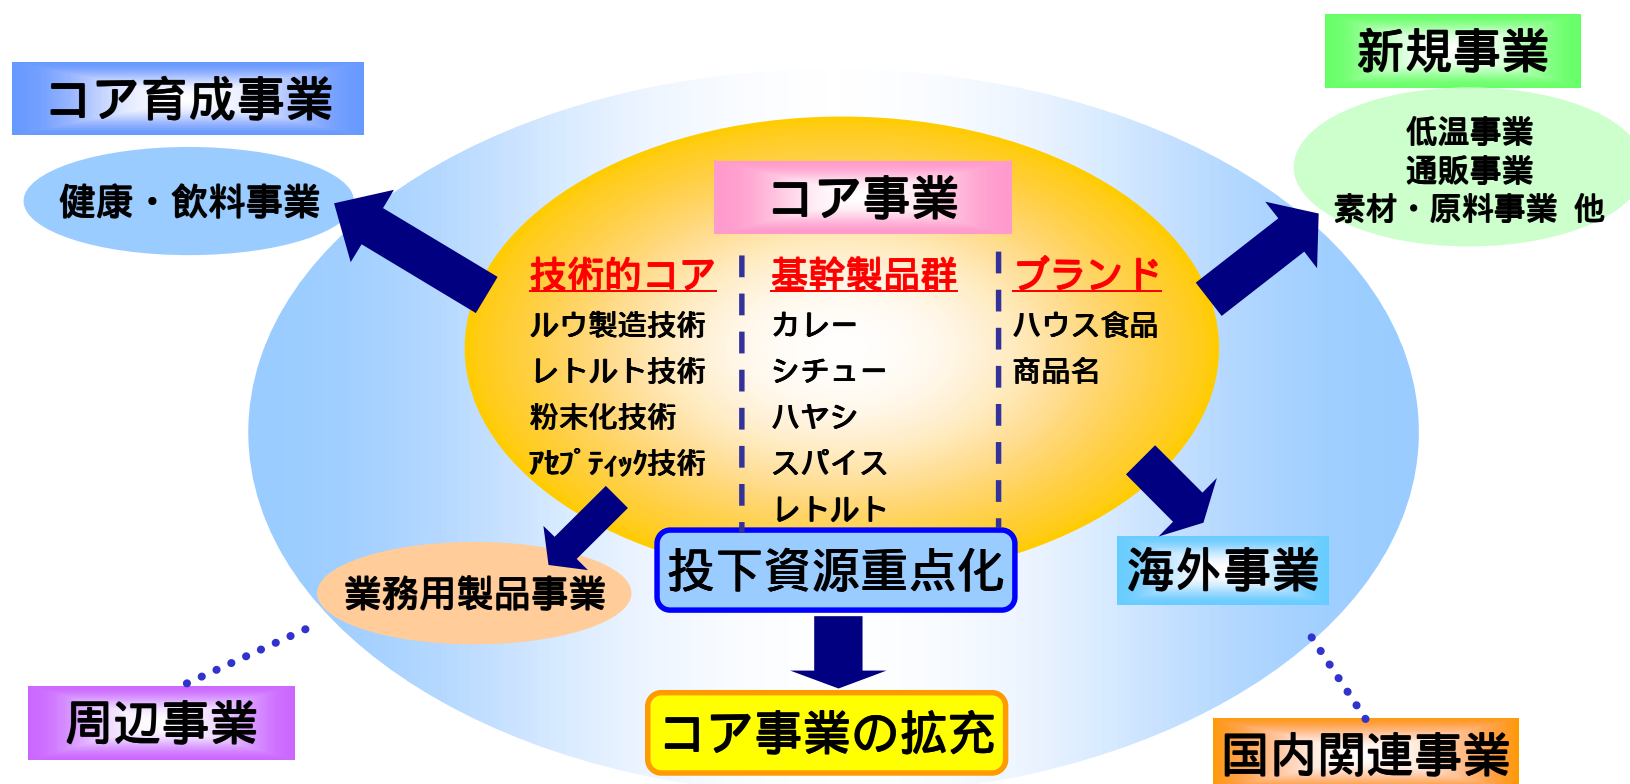 コア育成事業
健康・飲料事業
新規事業
低温事業
通販事業
素材・原料事業 他
コア事業
技術的コア
ルウ製造技術
レトルト技術
粉末化技術
ｱｾﾌﾟﾃｨｯｸ技術
基幹製品群
カレー
シチュー
ハヤシ
スパイス
レトルト
ブランド
ハウス食品
商品名
投下資源重点化
業務用製品事業
海外事業
周辺事業
コア事業の拡充
国内関連事業